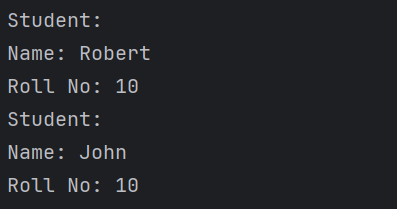 Student:
Name: Robert
Roll No: 10
Student:
Name: John
Roll No: 10